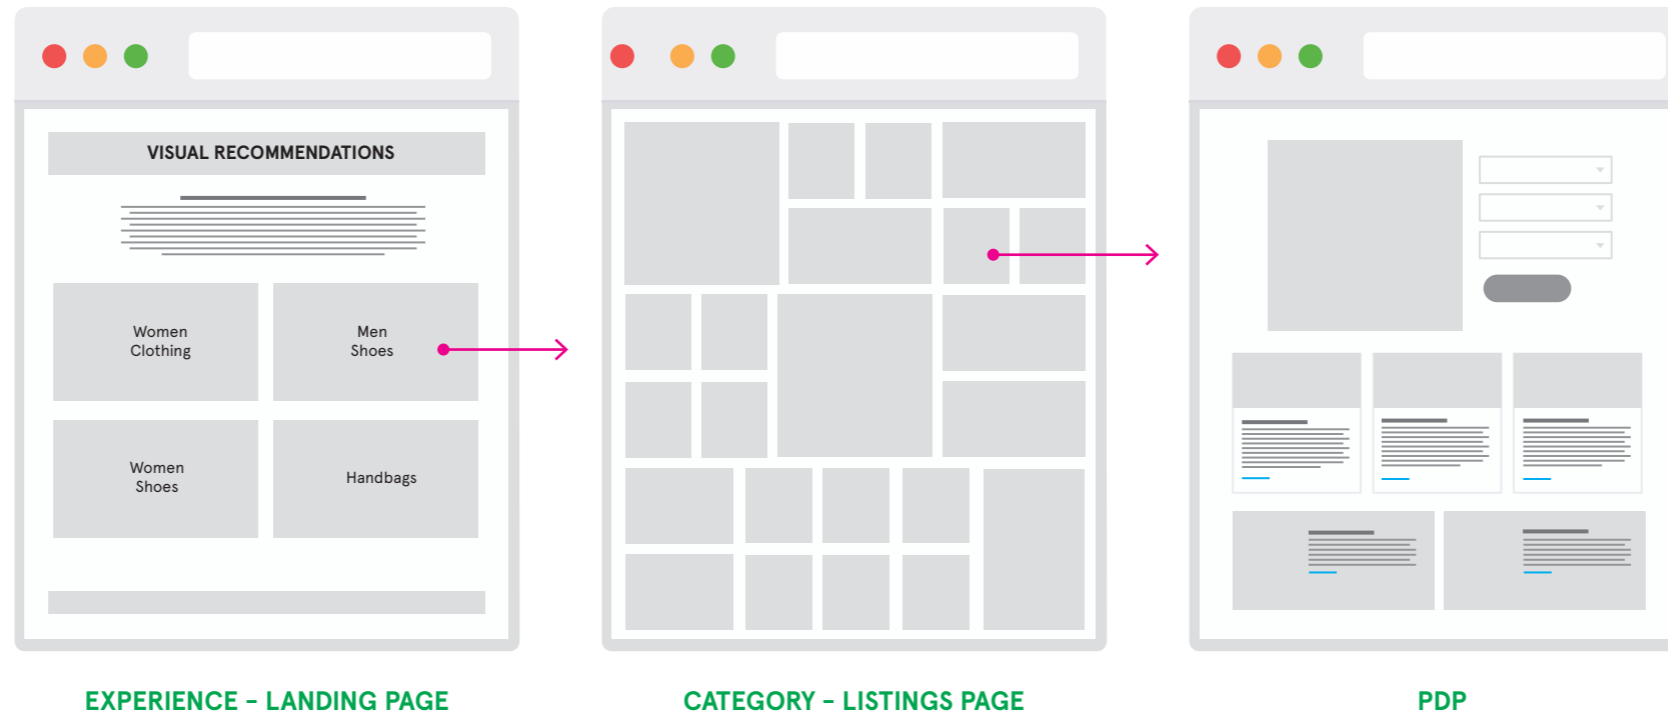 VISUAL RECOMMENDATIONS
Women
Clothing
Men
Shoes
Women
Shoes
Handbags
EXPERIENCE - LANDING PAGE
CATEGORY - LISTINGS PAGE
PDP